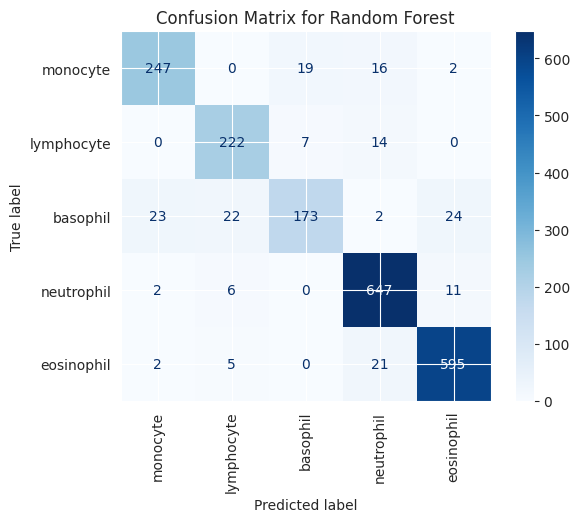 Confusion Matrix for Random Forest
True label
monocyte 247 0 19 16 2
lymphocyte 0 222 7 14 0
basophil 23 22 173 2 24
neutrophil 2 6 0 647 11
eosinophil 2 5 0 21 595
monocyte
lymphocyte
basophil
neutrophil
eosinophil
Predicted label
600
500
400
300
200
100
0